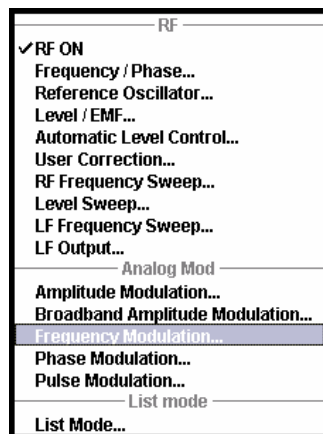 RF
✓RF ON
Frequency / Phase...
Reference Oscillator...
Level / EMF...
Automatic Level Control...
User Correction...
RF Frequency Sweep...
Level Sweep...
LF Frequency Sweep...
LF Output...
Analog Mod
Amplitude Modulation...
Broadband Amplitude Modulation...
Frequency Modulation...
Phase Modulation...
Pulse Modulation...
List mode
List Mode...